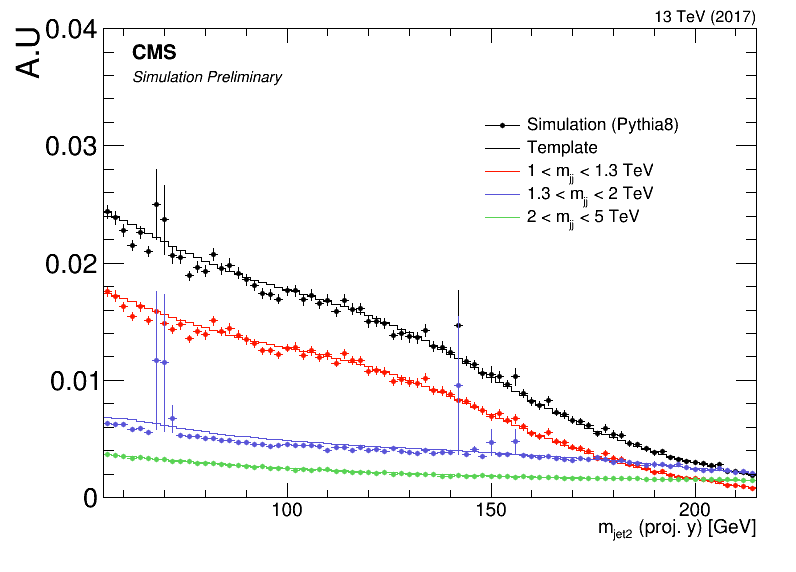 13 TeV (2017)
A.U
CMS
Simulation Preliminary
Simulation (Pythia8)
Template
1 < m_jj < 1.3 TeV
1.3 < m_jj < 2 TeV
2 < m_jj < 5 TeV
0.04
0.03
0.02
0.01
0
100 150 200
m_jet2 (proj. y) [GeV]